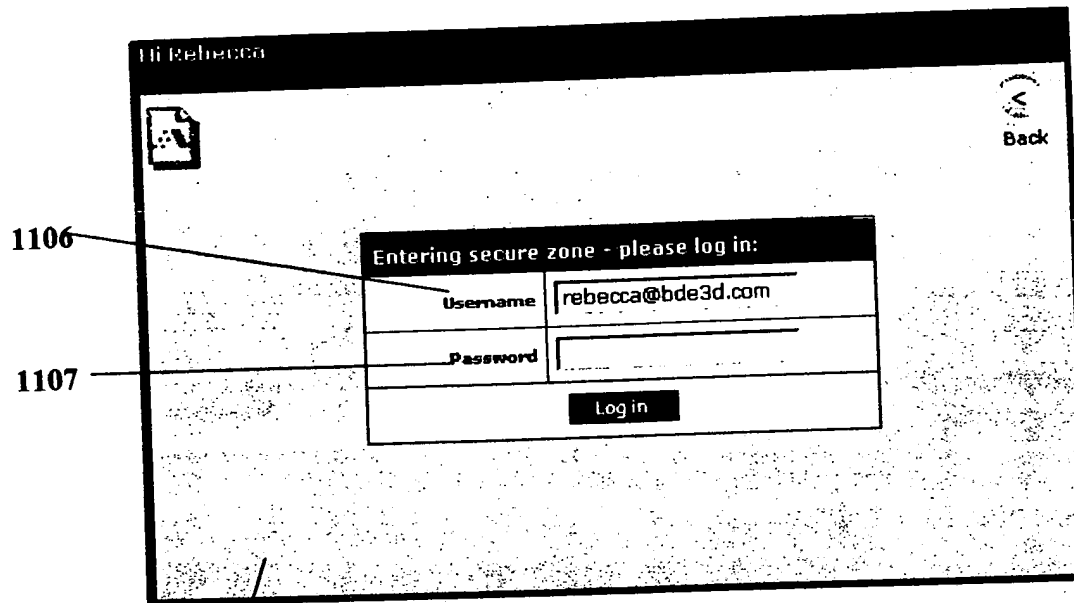 Hi Rebecca
Back
1106
Entering secure zone - please log in:
Username
rebecca@bde3d.com
1107
Password
Log in